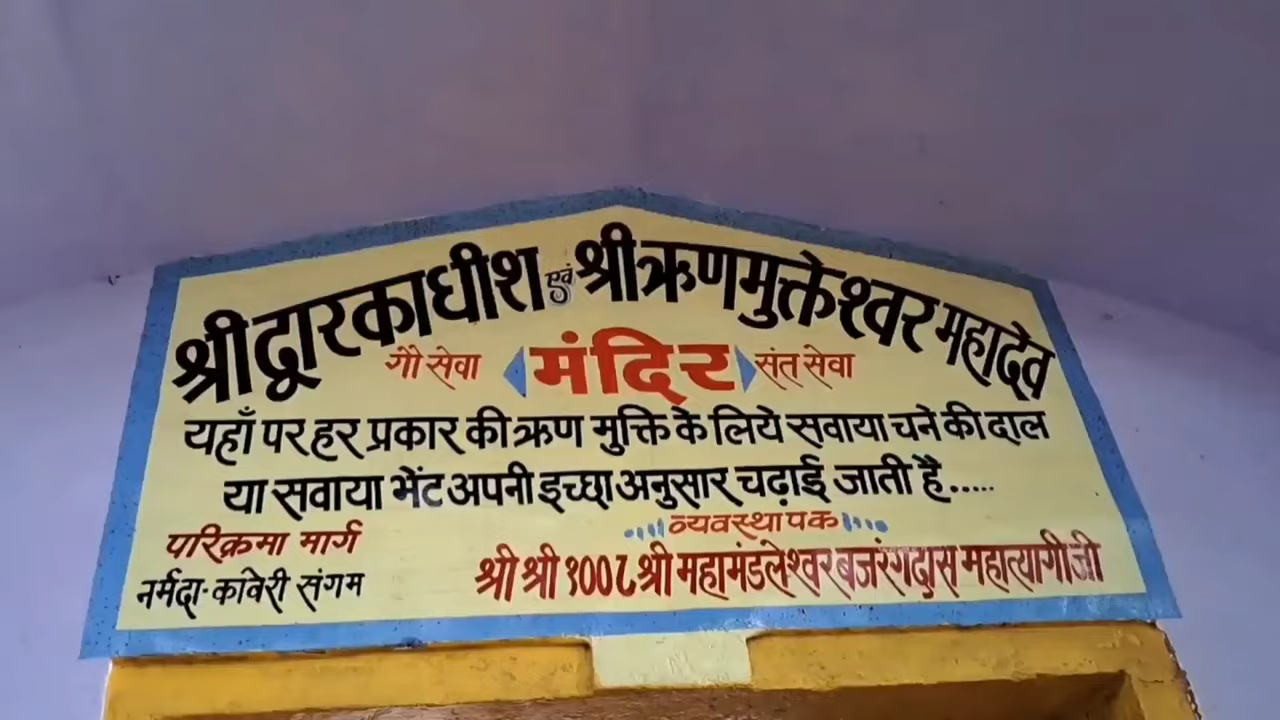 श्री द्वारकाधीश एवं श्री ऋणमुक्तेश्वर महादेव
गौ सेवा मंदिर संत सेवा
यहाँ पर हर प्रकार की ऋण मुक्ति के लिये सवाया चने की दाल
या सवाया भेंट अपनी इच्छा अनुसार चढ़ाई जाती है.....
व्यवस्थापक
परिक्रमा मार्ग
श्री श्री १००८ श्री महामंडलेश्वर बजरंगदास महात्यागी जी
नर्मदा-कावेरी संगम